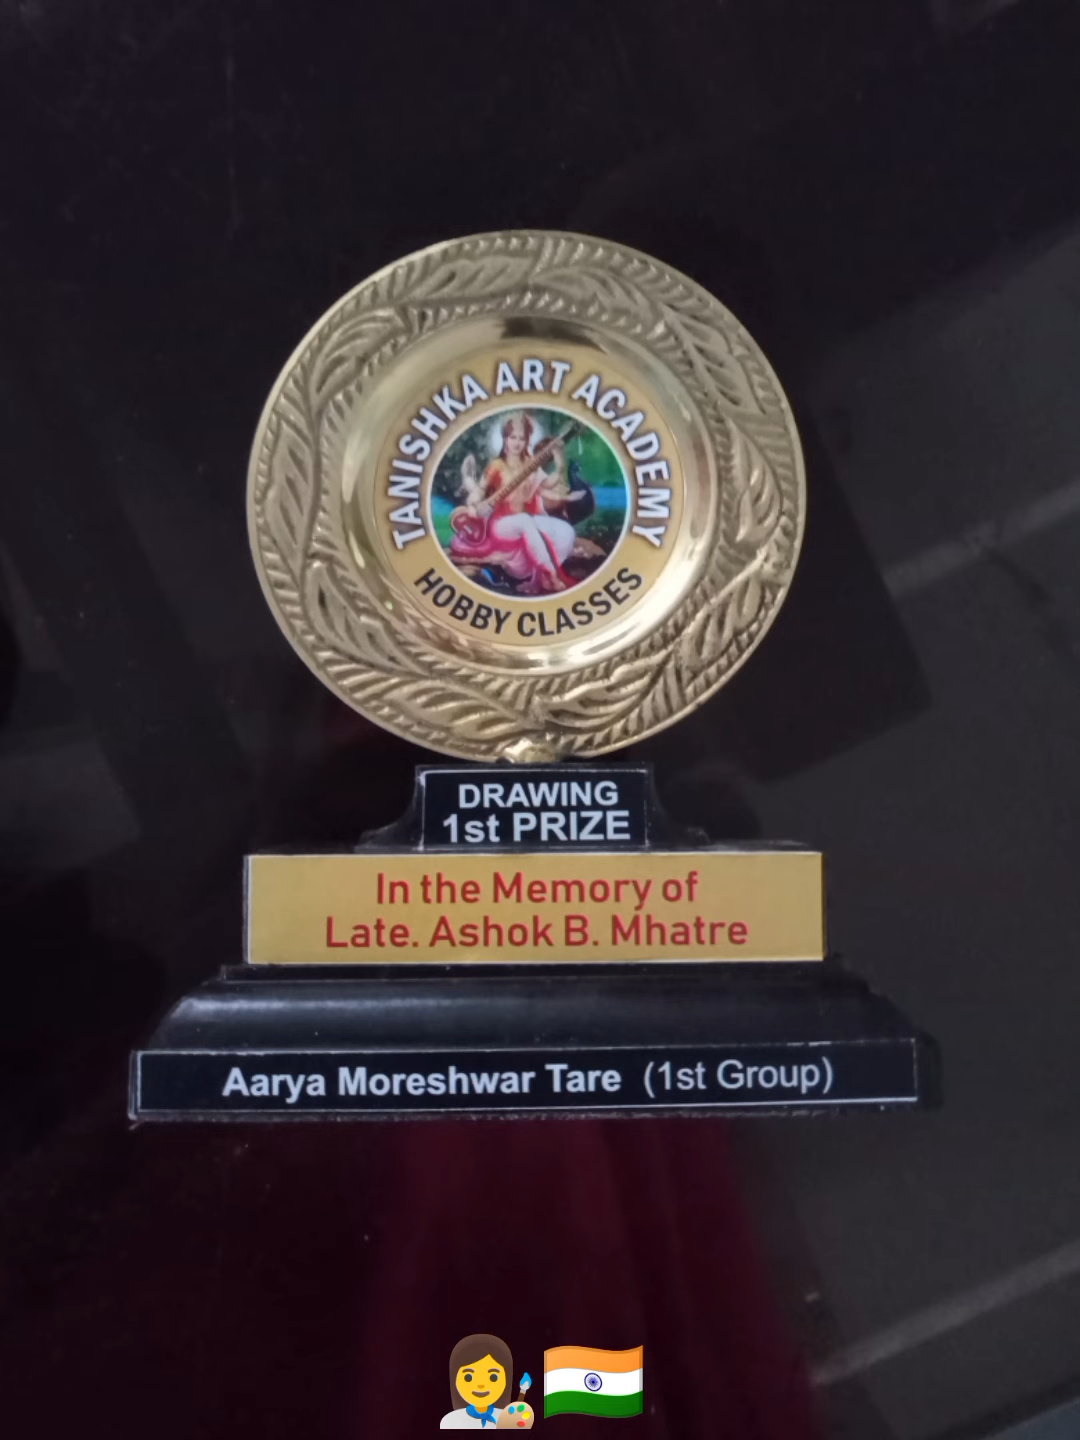 TANISHKA ART ACADEMY
HOBBY CLASSES
DRAWING
1st PRIZE
In the Memory of
Late. Ashok B. Mhatre
Aarya Moreshwar Tare (1st Group)